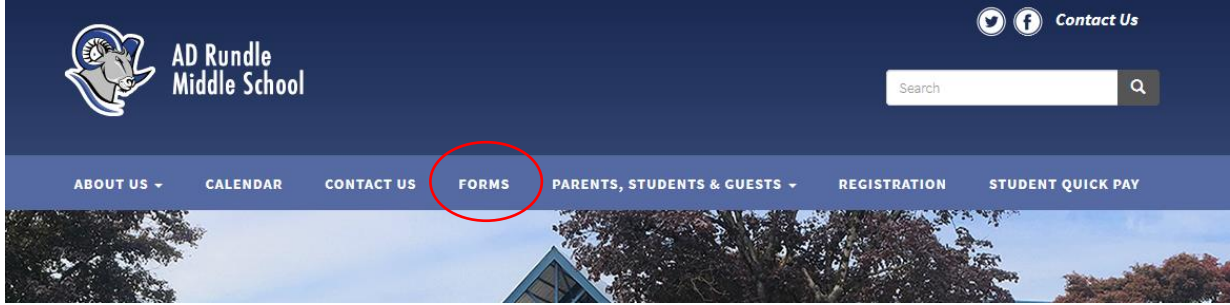 Contact Us
AD Rundle
Middle School
Search
ABOUT US CALENDAR CONTACT US FORMS PARENTS, STUDENTS & GUESTS REGISTRATION STUDENT QUICK PAY